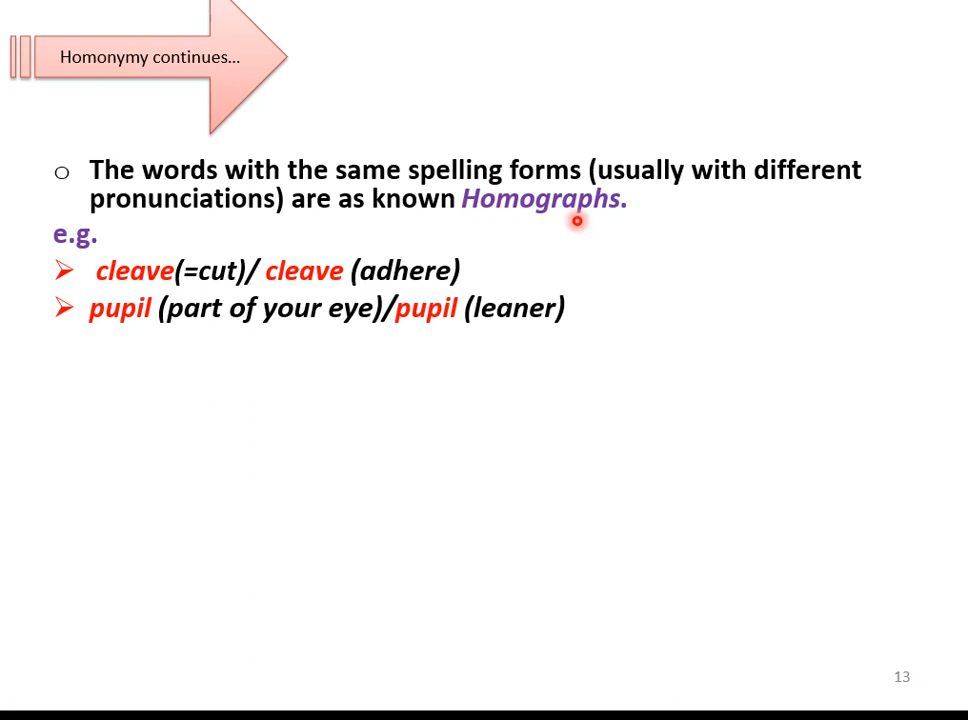 Homonymy continues…
o The words with the same spelling forms (usually with different
pronunciations) are as known Homographs.
e.g.
➢ cleave(=cut)/ cleave (adhere)
➢ pupil (part of your eye)/pupil (leaner)
13